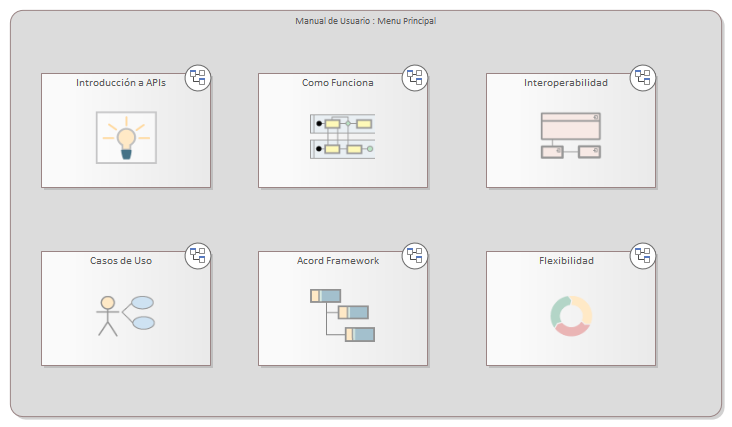 Manual de Usuario : Menu Principal
Introducción a APIs
Como Funciona
Interoperabilidad
Casos de Uso
Acord Framework
Flexibilidad